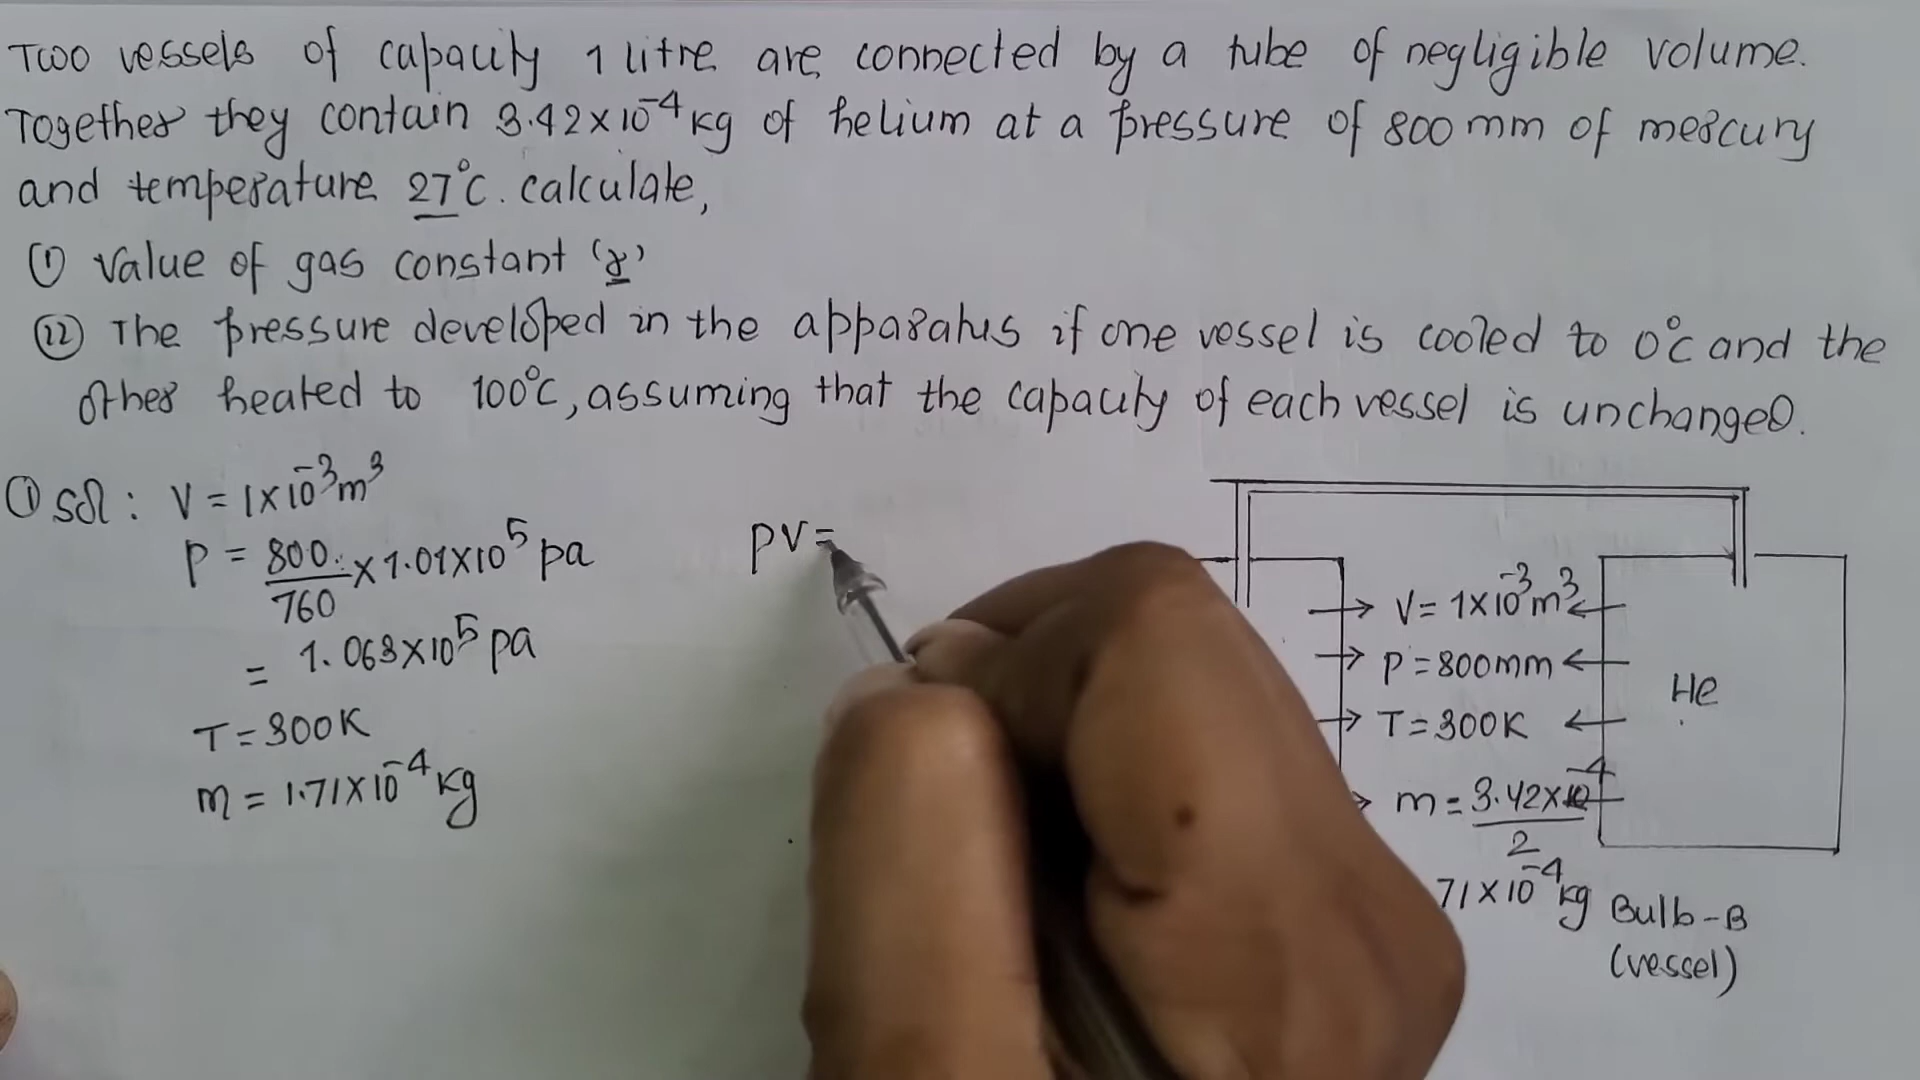 Two vessels of capacity 1 litre are connected by a tube of negligible volume.
Together they contain 3.42×10⁻⁴ kg of helium at a pressure of 800 mm of mercury
and temperature 27°C. calculate,
① value of gas constant 'r'
② The pressure developed in the apparatus if one vessel is cooled to 0°C and the
other heated to 100°C, assuming that the capacity of each vessel is unchanged.
① Sol: V = 1×10⁻³m³
P = 800/760 × 1.01×10⁵ pa
= 1.063×10⁵ pa
T = 300K
m = 1.71×10⁻⁴ kg
PV=
V = 1×10⁻³m³
P = 800mm
He
T = 300K
m = 3.42×10⁻⁴/2
71×10⁻⁴ kg
Bulb-B
(vessel)